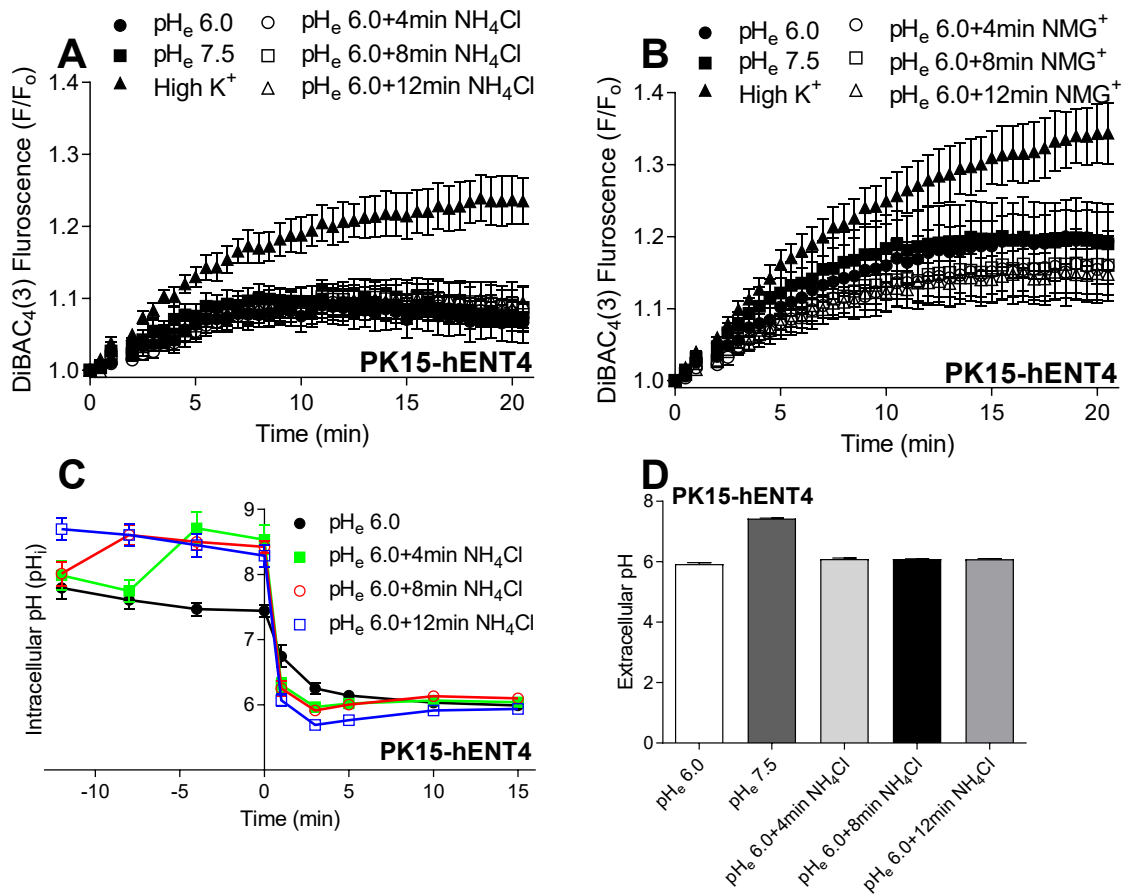 A
pHₑ 6.0
pHₑ 7.5
High K⁺
pHₑ 6.0+4min NH₄Cl
pHₑ 6.0+8min NH₄Cl
pHₑ 6.0+12min NH₄Cl
DiBAC₄(3) Fluroscence (F/Fₒ)
1.4
1.3
1.2
1.1
1.0
PK15-hENT4
0 5 10 15 20
Time (min)
B
pHₑ 6.0
pHₑ 7.5
High K⁺
pHₑ 6.0+4min NMG⁺
pHₑ 6.0+8min NMG⁺
pHₑ 6.0+12min NMG⁺
DiBAC₄(3) Fluroscence (F/Fₒ)
1.4
1.3
1.2
1.1
1.0
PK15-hENT4
0 5 10 15 20
Time (min)
C
Intracellular pH (pHᵢ)
9
8
7
6
pHₑ 6.0
pHₑ 6.0+4min NH₄Cl
pHₑ 6.0+8min NH₄Cl
pHₑ 6.0+12min NH₄Cl
PK15-hENT4
-10 -5 0 5 10 15
Time (min)
D
PK15-hENT4
Extracellular pH
8
6
4
2
0
pHₑ 6.0
pHₑ 7.5
pHₑ 6.0+4min NH₄Cl
pHₑ 6.0+8min NH₄Cl
pHₑ 6.0+12min NH₄Cl